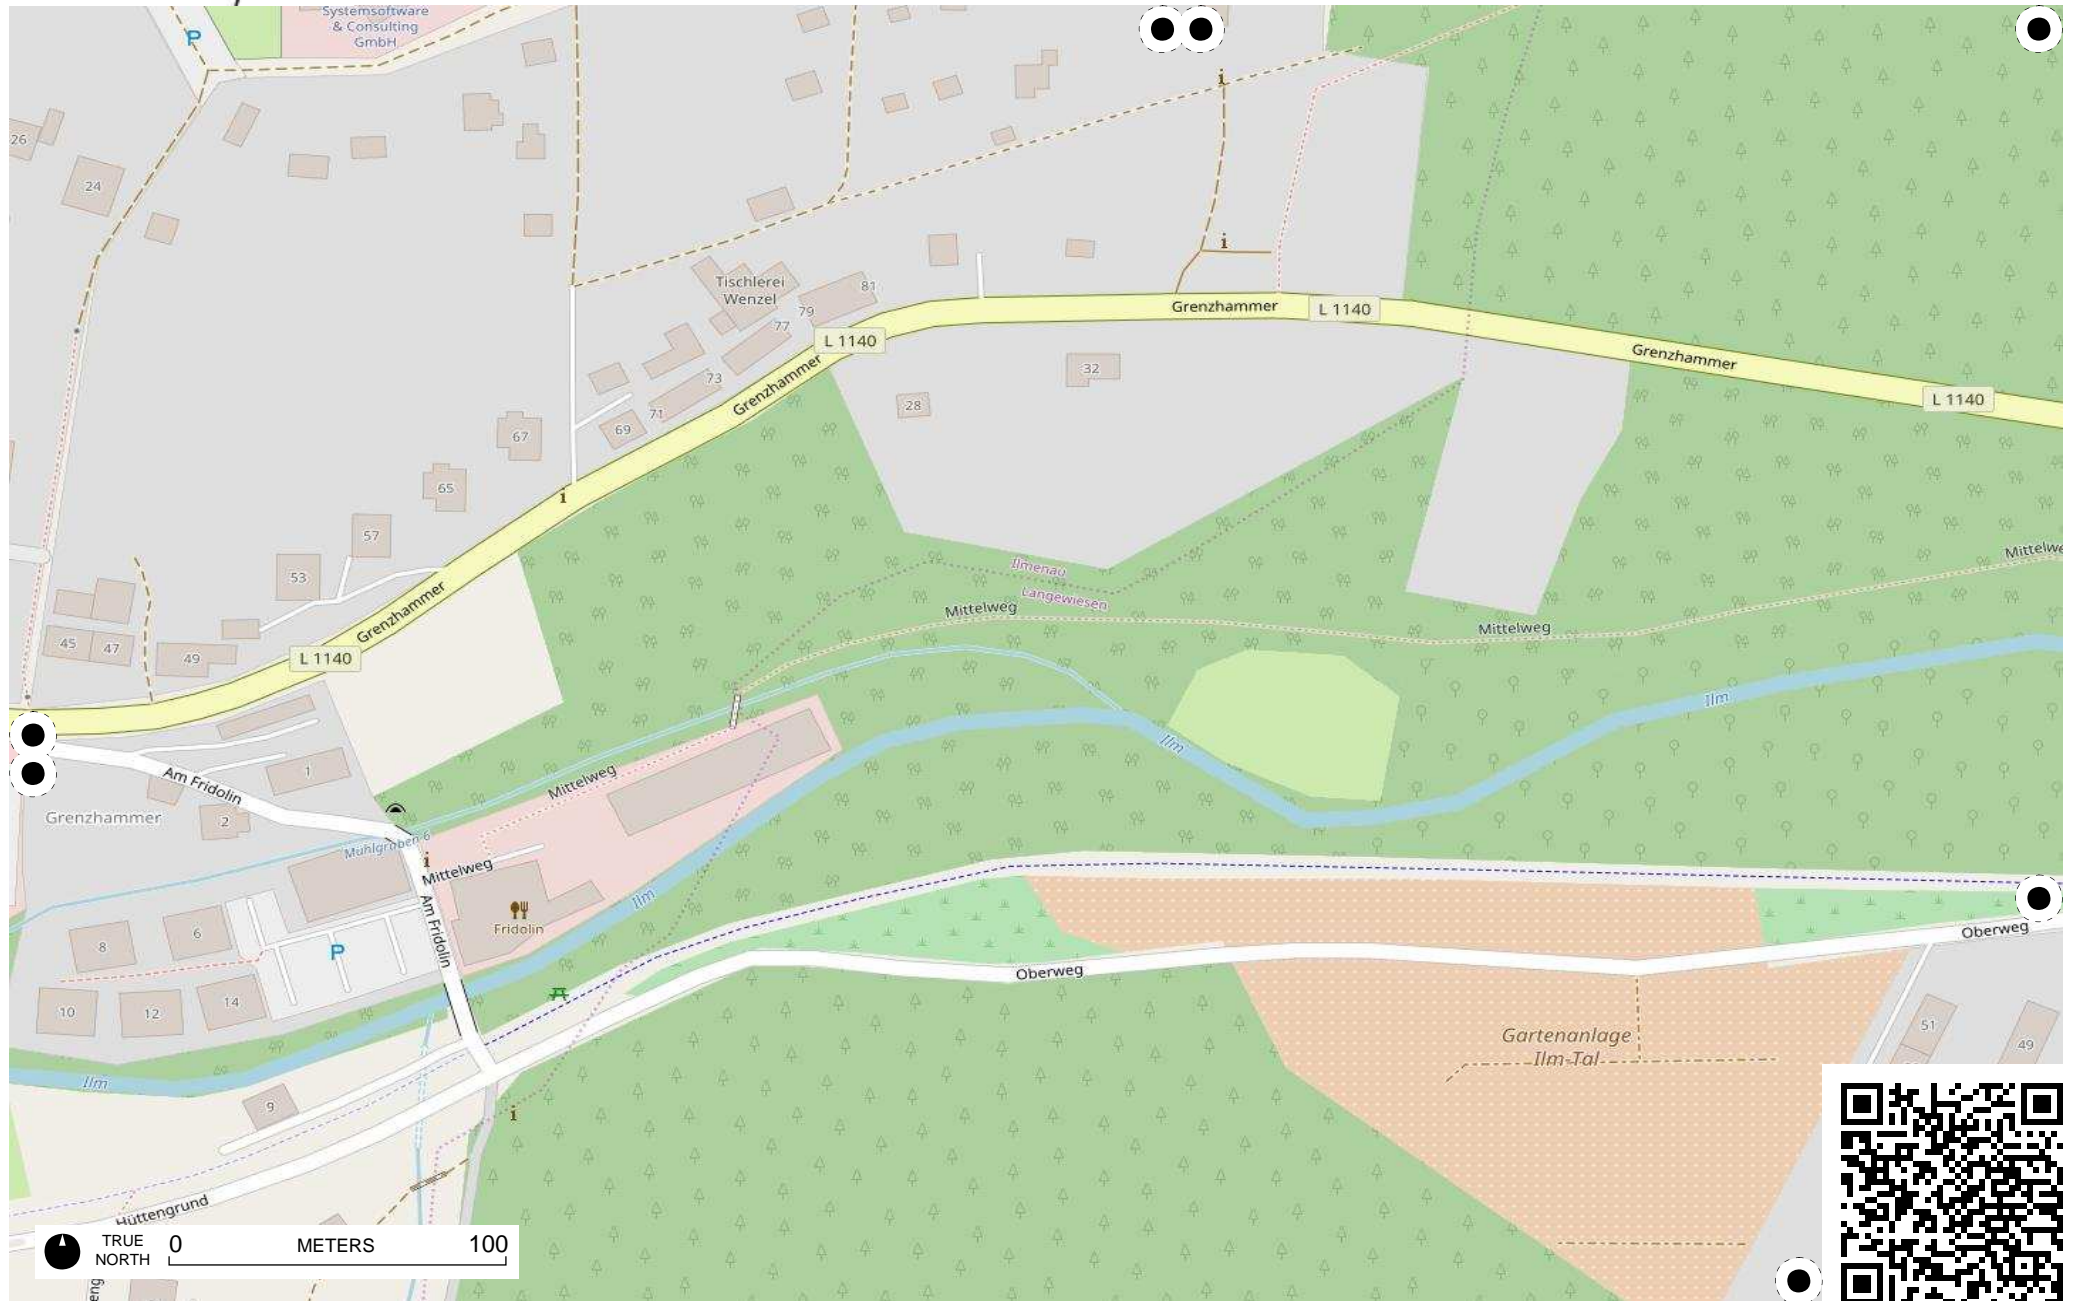 Systemsoftware
& Consulting
GmbH
P
26
24
Tischlerei
Wenzel
81
79
77
73
71
69
67
65
57
53
49
47
45
L 1140
Grenzhammer
L 1140
Grenzhammer
L 1140
Grenzhammer
Grenzhammer
L 1140
28
32
Ilmenau
Langewiesen
Mittelweg
Mittelweg
Mittelwe
Ilm
Ilm
Am Fridolin
1
2
Grenzhammer
Mühlgraben 6
Mittelweg
Mittelweg
Am Fridolin
Fridolin
Ilm
6
8
10
12
14
P
Ilm
9
Oberweg
Oberweg
Gartenanlage
Ilm-Tal
51
49
Hüttengrund
TRUE
NORTH
0 METERS 100